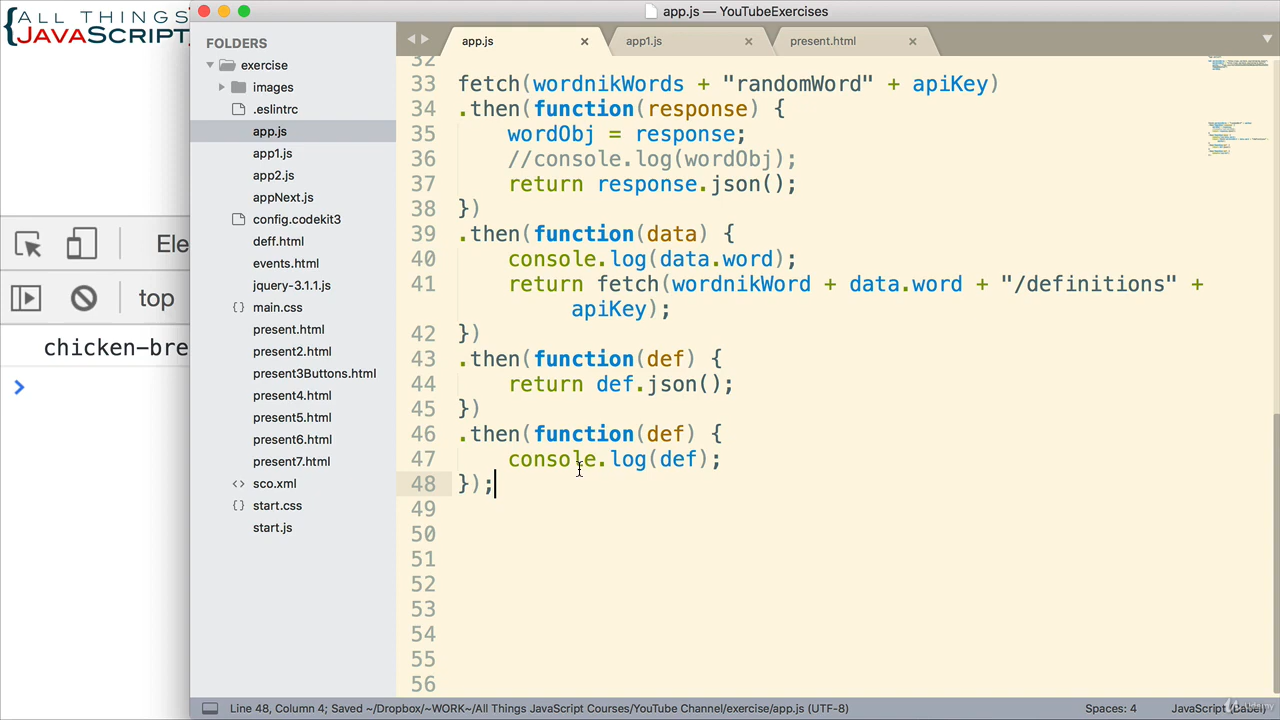 ALL THINGS
JAVASCRIPT
app.js — YouTubeExercises
FOLDERS
exercise
images
.eslintrc
app.js
app1.js
app2.js
appNext.js
config.codekit3
deff.html
events.html
jquery-3.1.1.js
main.css
present.html
present2.html
present3Buttons.html
present4.html
present5.html
present6.html
present7.html
sco.xml
start.css
start.js
Ele
top
chicken-bre
app.js
app1.js
present.html
32
33 fetch(wordnikWords + "randomWord" + apiKey)
34 .then(function(response) {
35 wordObj = response;
36 //console.log(wordObj);
37 return response.json();
38 })
39 .then(function(data) {
40 console.log(data.word);
41 return fetch(wordnikWord + data.word + "/definitions" +
apiKey);
42 })
43 .then(function(def) {
44 return def.json();
45 })
46 .then(function(def) {
47 console.log(def);
48 });
49
50
51
52
53
54
55
56
Line 48, Column 4; Saved ~/Dropbox/~WORK~/All Things JavaScript Courses/YouTube Channel/exercise/app.js (UTF-8)
Spaces: 4
JavaScript (Babel)